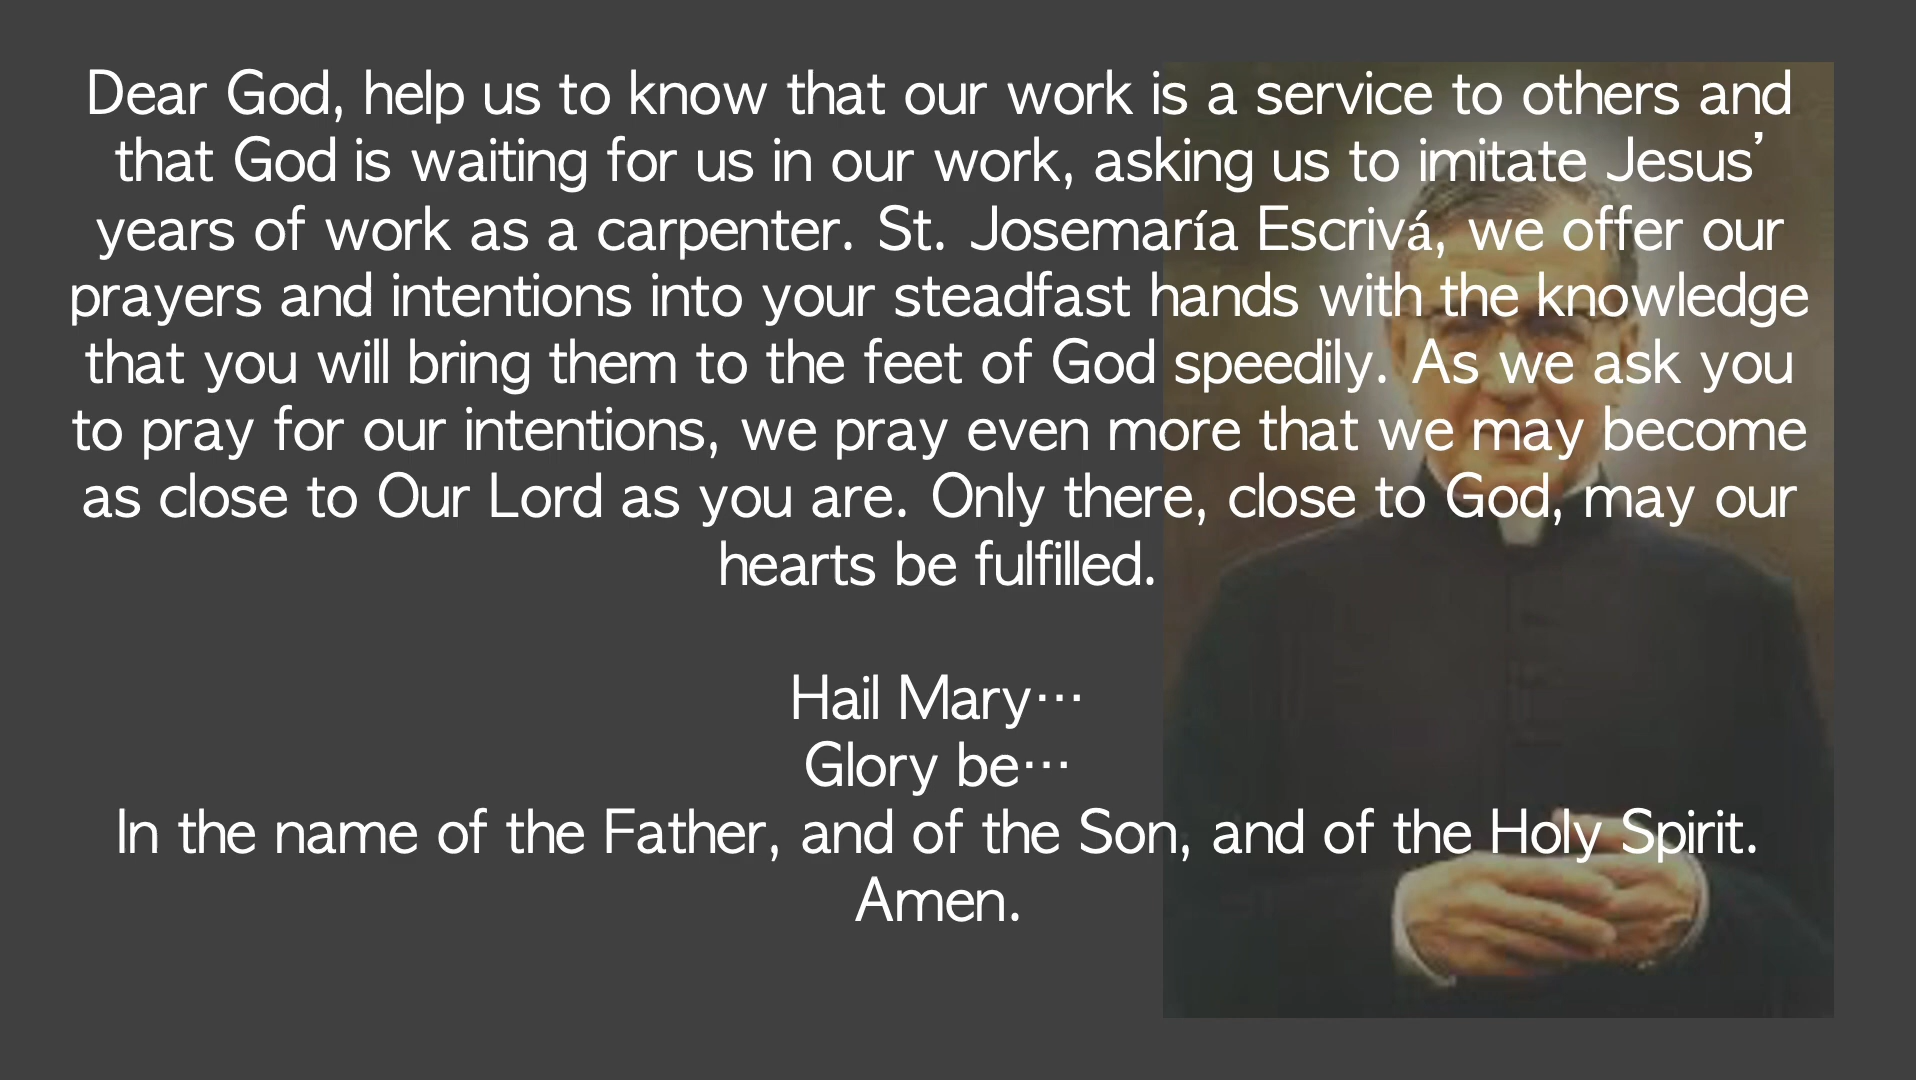 Dear God, help us to know that our work is a service to others and
that God is waiting for us in our work, asking us to imitate Jesus’
years of work as a carpenter. St. Josemaría Escrivá, we offer our
prayers and intentions into your steadfast hands with the knowledge
that you will bring them to the feet of God speedily. As we ask you
to pray for our intentions, we pray even more that we may become
as close to Our Lord as you are. Only there, close to God, may our
hearts be fulfilled.
Hail Mary…
Glory be…
In the name of the Father, and of the Son, and of the Holy Spirit.
Amen.